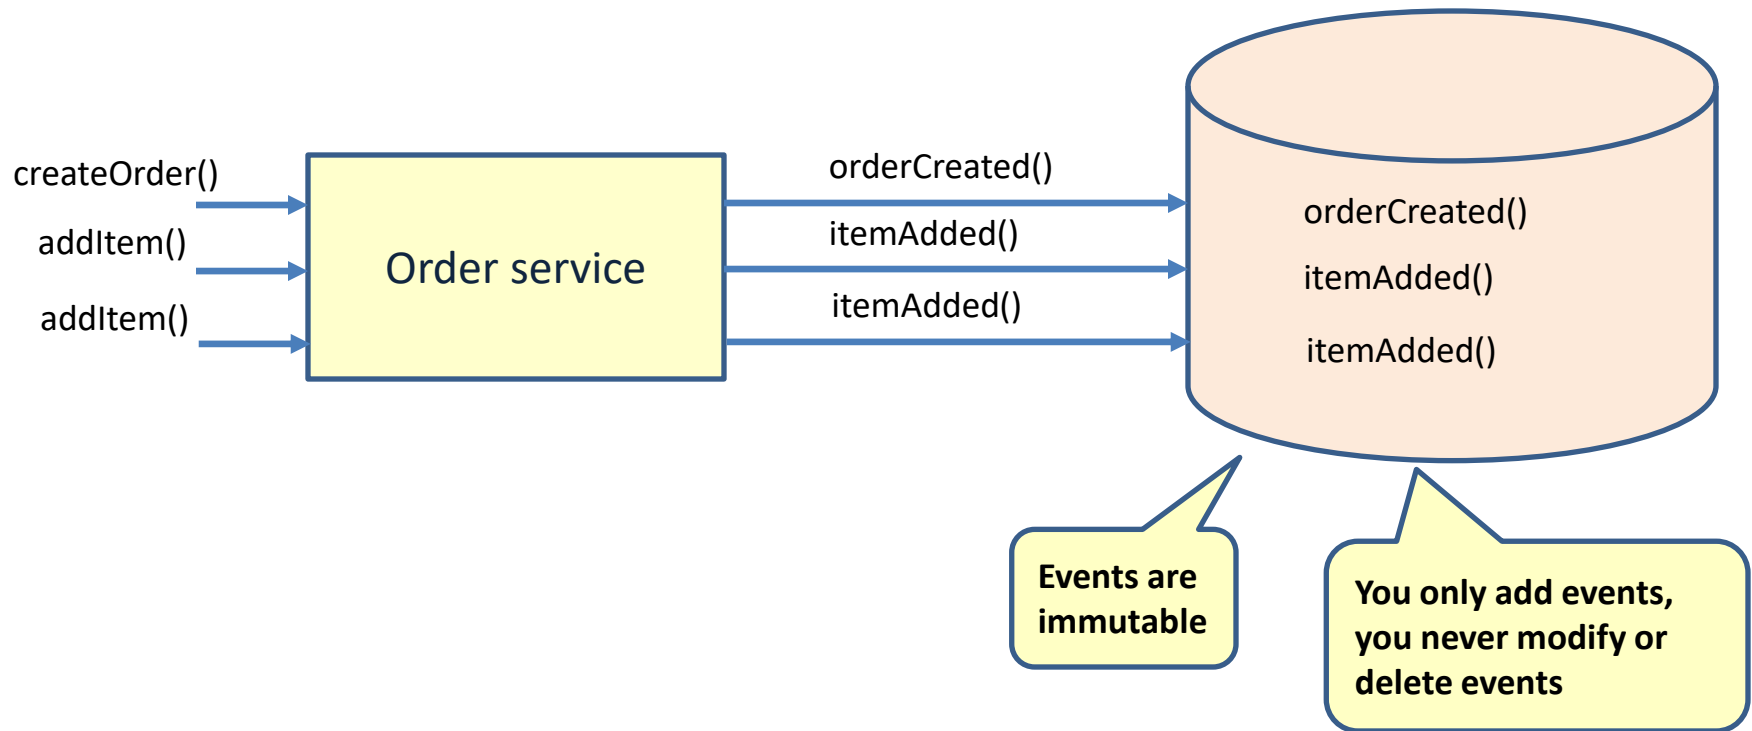 createOrder()
addItem()
addItem()
Order service
orderCreated()
itemAdded()
itemAdded()
orderCreated()
itemAdded()
itemAdded()
Events are
immutable
You only add events,
you never modify or
delete events